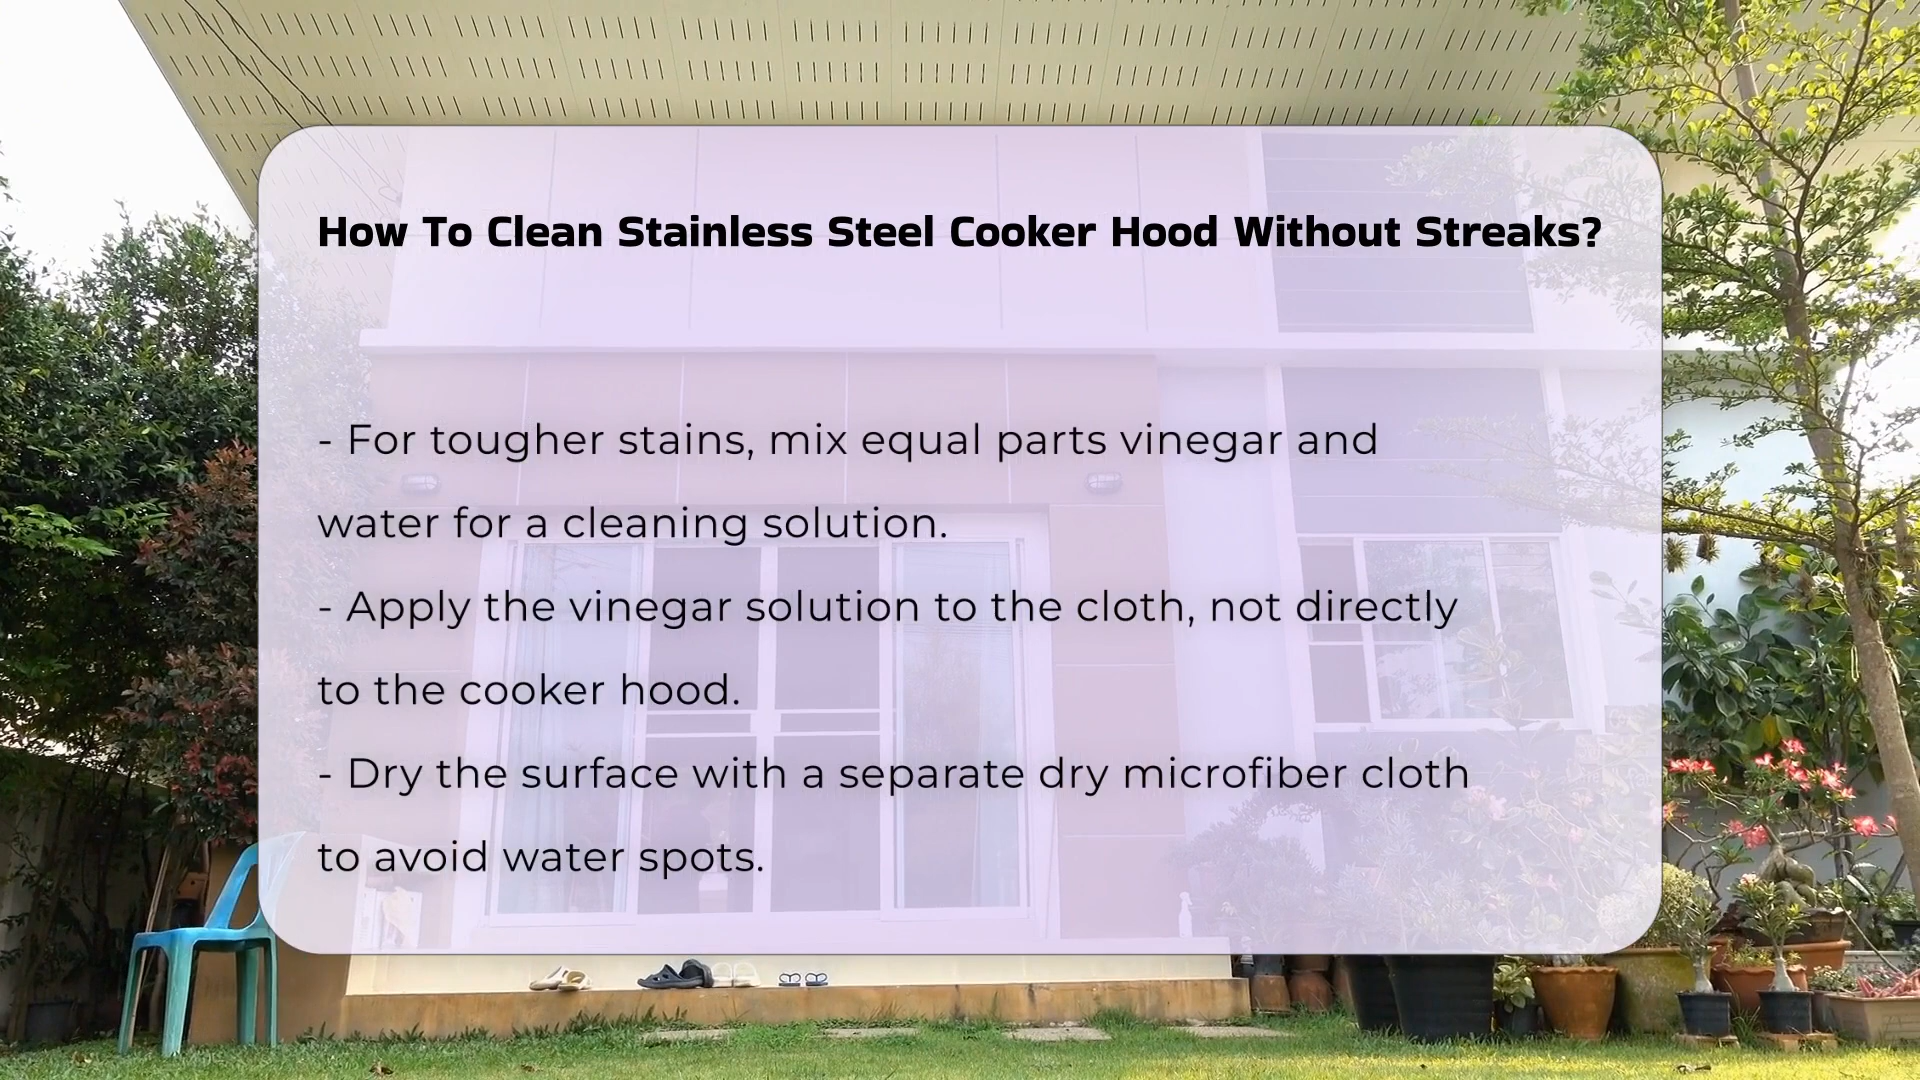 How To Clean Stainless Steel Cooker Hood Without Streaks?
- For tougher stains, mix equal parts vinegar and
water for a cleaning solution.
- Apply the vinegar solution to the cloth, not directly
to the cooker hood.
- Dry the surface with a separate dry microfiber cloth
to avoid water spots.